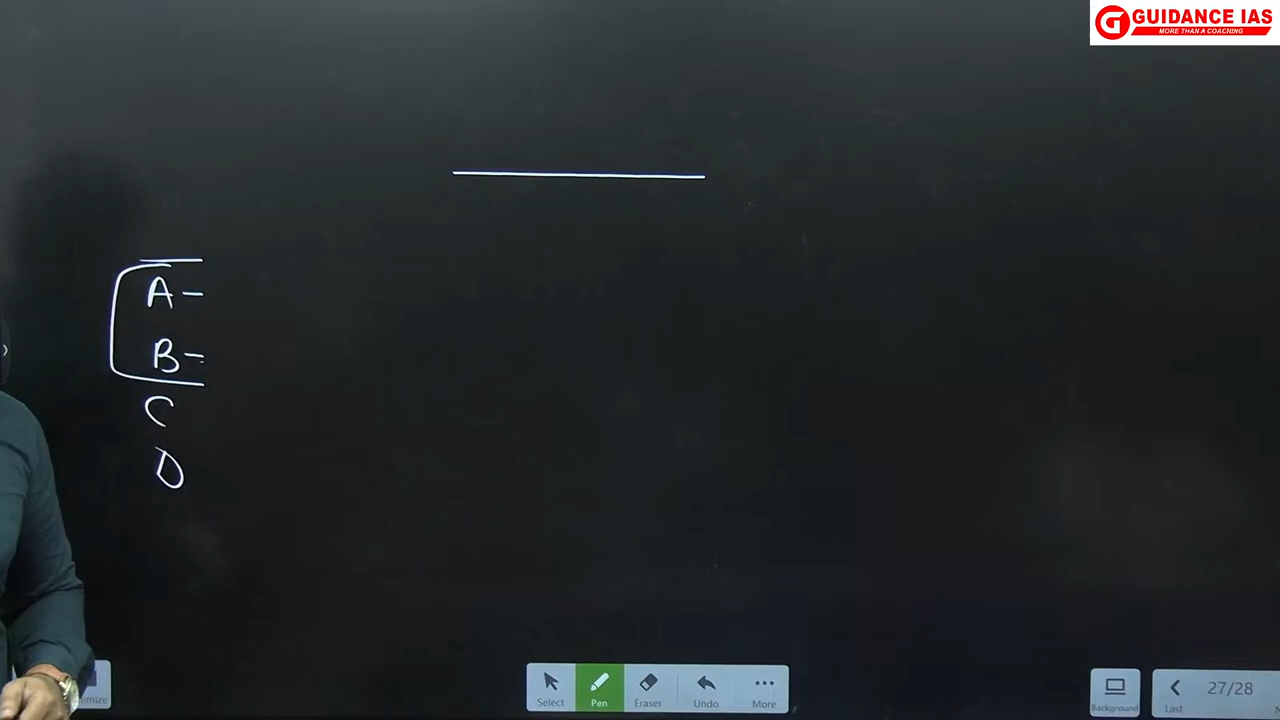 GUIDANCE IAS
MORE THAN A COACHING
A -
B -
C
D
Select Pen Eraser Undo More
Background
Last
27/28